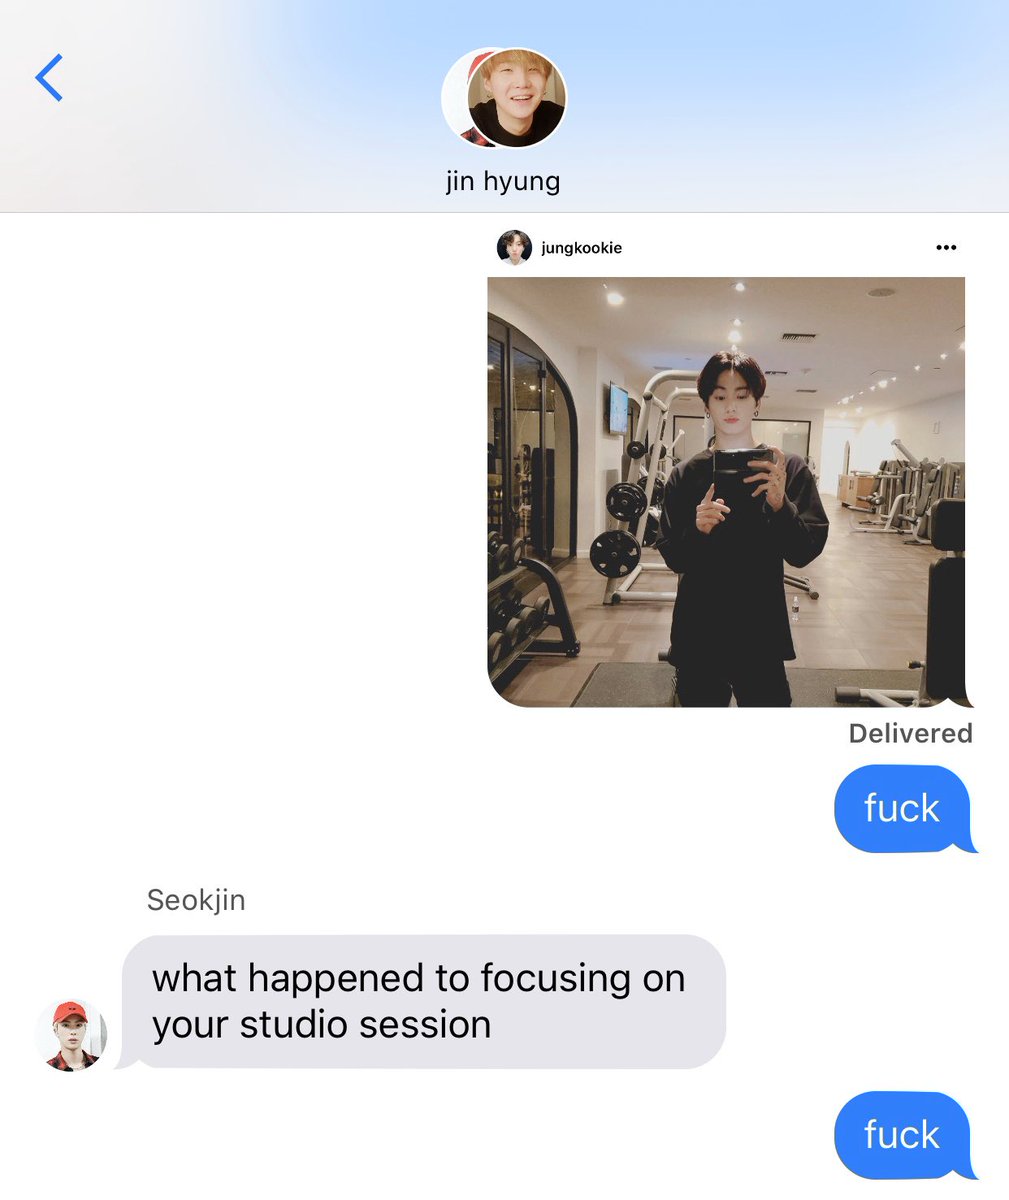 jin hyung
jungkookie
Delivered
fuck
Seokjin
what happened to focusing on
your studio session
fuck